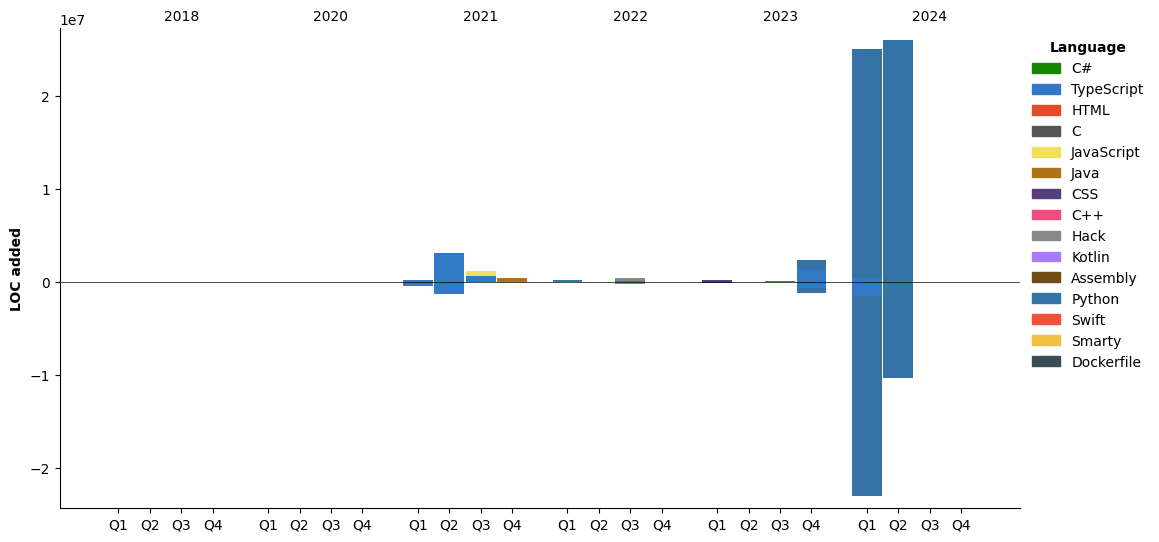 1e7
2018 2020 2021 2022 2023 2024
Language
C#
TypeScript
HTML
C
JavaScript
Java
CSS
C++
Hack
Kotlin
Assembly
Python
Swift
Smarty
Dockerfile
LOC added
2
1
0
−1
−2
Q1 Q2 Q3 Q4 Q1 Q2 Q3 Q4 Q1 Q2 Q3 Q4 Q1 Q2 Q3 Q4 Q1 Q2 Q3 Q4 Q1 Q2 Q3 Q4